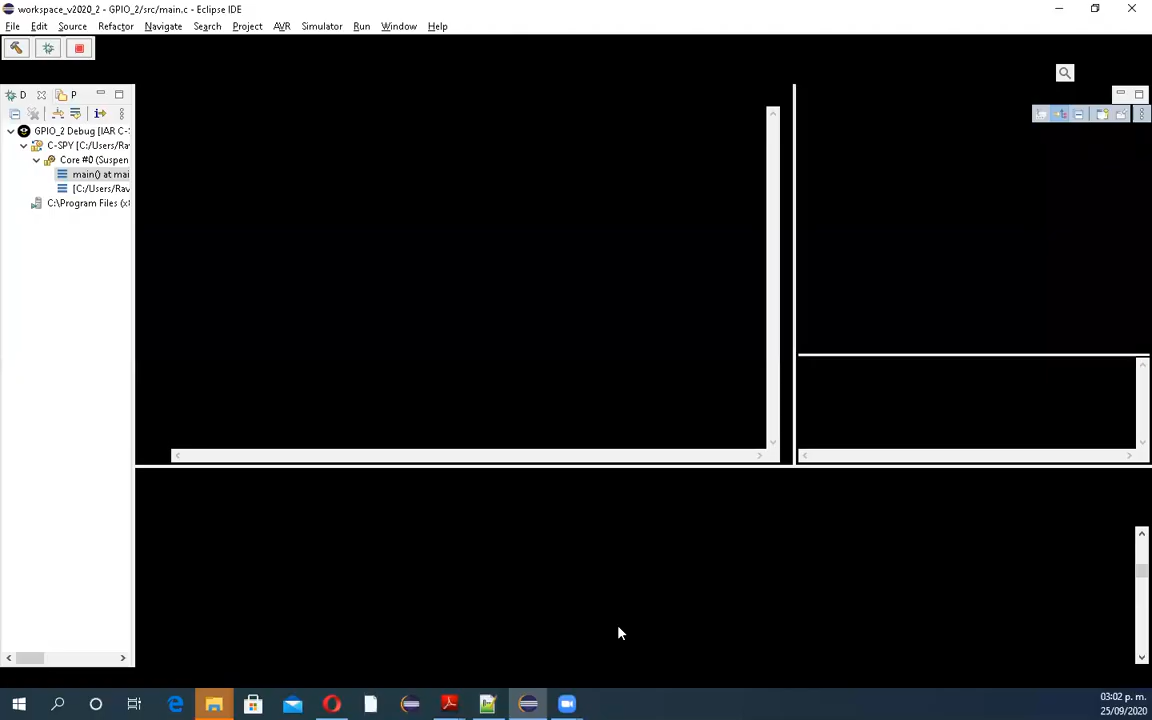 workspace_v2020_2 - GPIO_2/src/main.c - Eclipse IDE
File Edit Source Refactor Navigate Search Project AVR Simulator Run Window Help
D P
GPIO_2 Debug [IAR C-
C-SPY [C:/Users/Rav
Core #0 (Suspen
main() at mai
[C:/Users/Rav
C:\Program Files (x
03:02 p. m.
25/09/2020